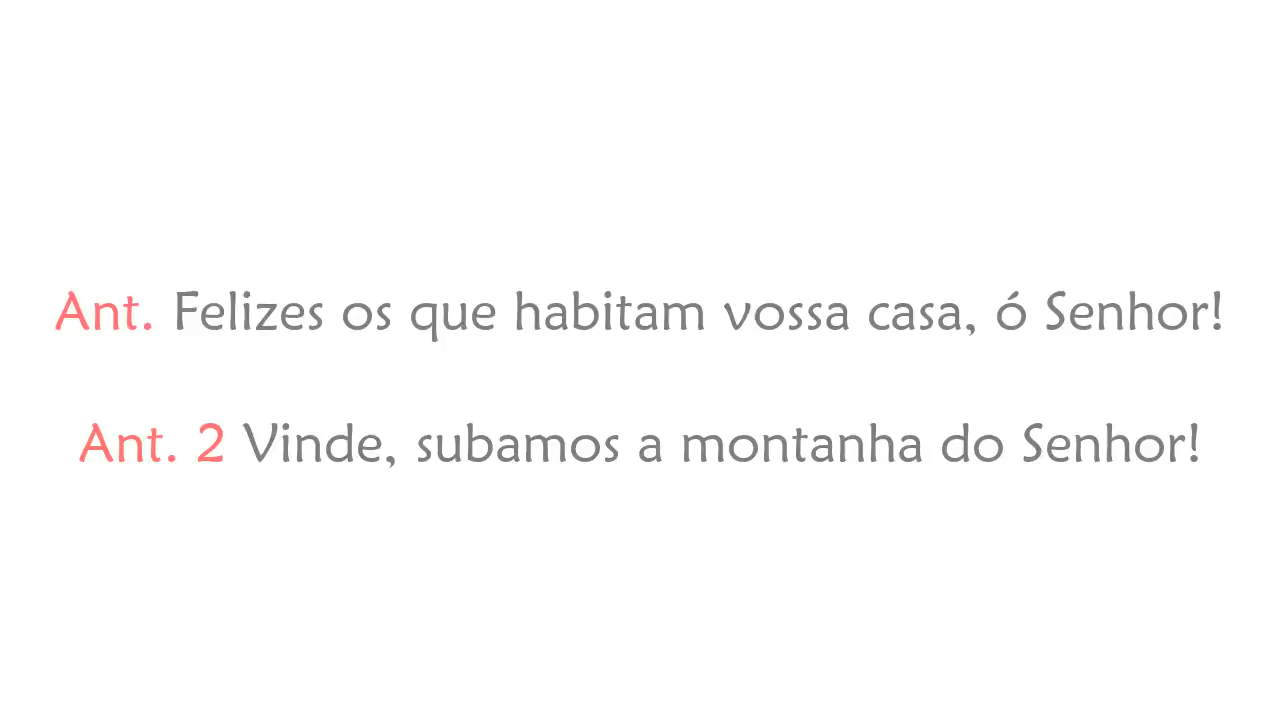 Ant. Felizes os que habitam vossa casa, ó Senhor!
Ant. 2 Vinde, subamos a montanha do Senhor!